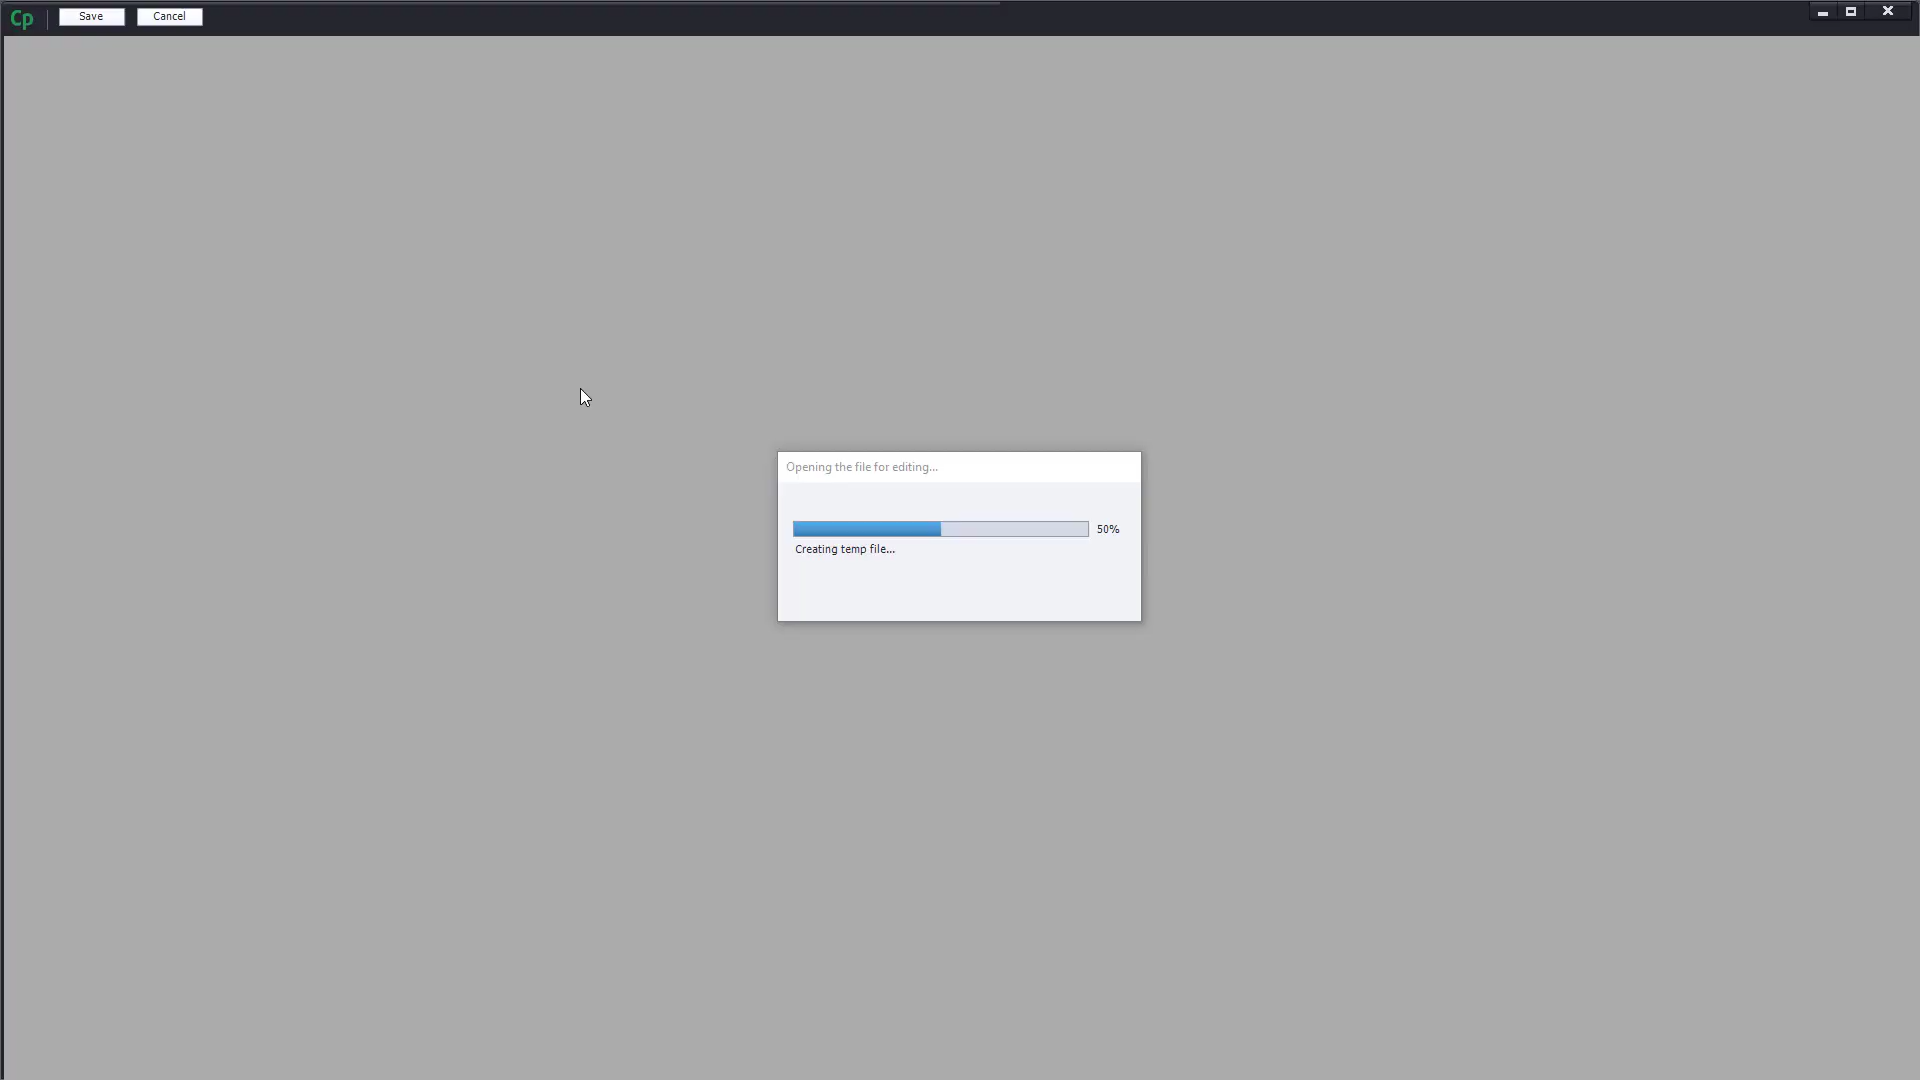 Cp
Save
Cancel
Opening the file for editing...
50%
Creating temp file...